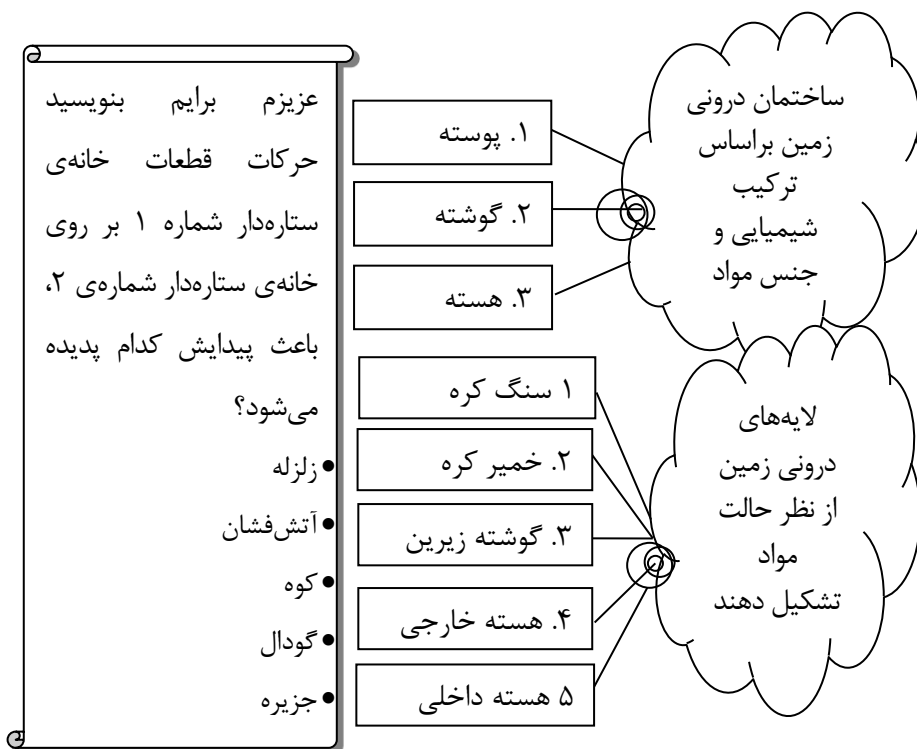 ساختمان درونی
زمین براساس
ترکیب
شیمیایی و
جنس مواد
۱. پوسته
۲. گوشته
۳. هسته
لایه‌های
درونی زمین
از نظر حالت
مواد
تشکیل دهند
۱ سنگ کره
۲. خمیر کره
۳. گوشته زیرین
۴. هسته خارجی
۵ هسته داخلی
عزیزم برایم بنویسید
حرکات قطعات خانه‌ی
ستاره‌دار شماره ۱ بر روی
خانه‌ی ستاره‌دار شماره‌ی ۲،
باعث پیدایش کدام پدیده
می‌شود؟
•زلزله
•آتش‌فشان
•کوه
•گودال
•جزیره